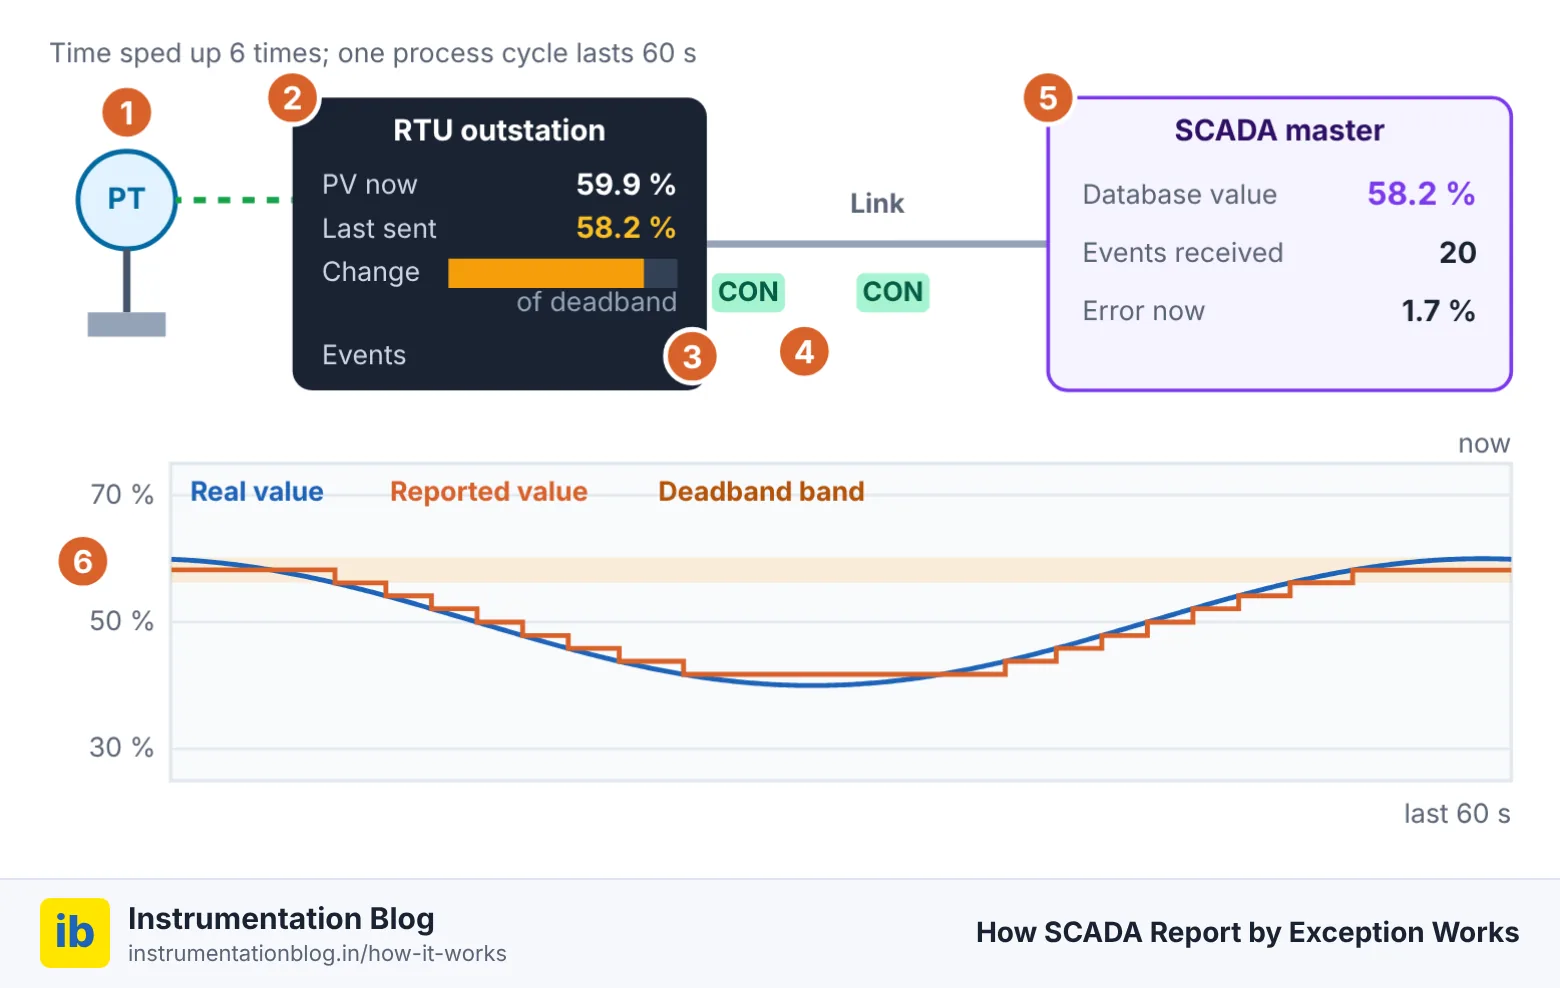 Time sped up 6 times; one process cycle lasts 60 s
1
2
5
RTU outstation
SCADA master
PT
PV now 59.9 %
Last sent 58.2 %
Change
of deadband
Events
3
Link
CON CON
4
Database value 58.2 %
Events received 20
Error now 1.7 %
now
70 %
Real value Reported value Deadband band
6
50 %
30 %
last 60 s
ib
Instrumentation Blog
instrumentationblog.in/how-it-works
How SCADA Report by Exception Works